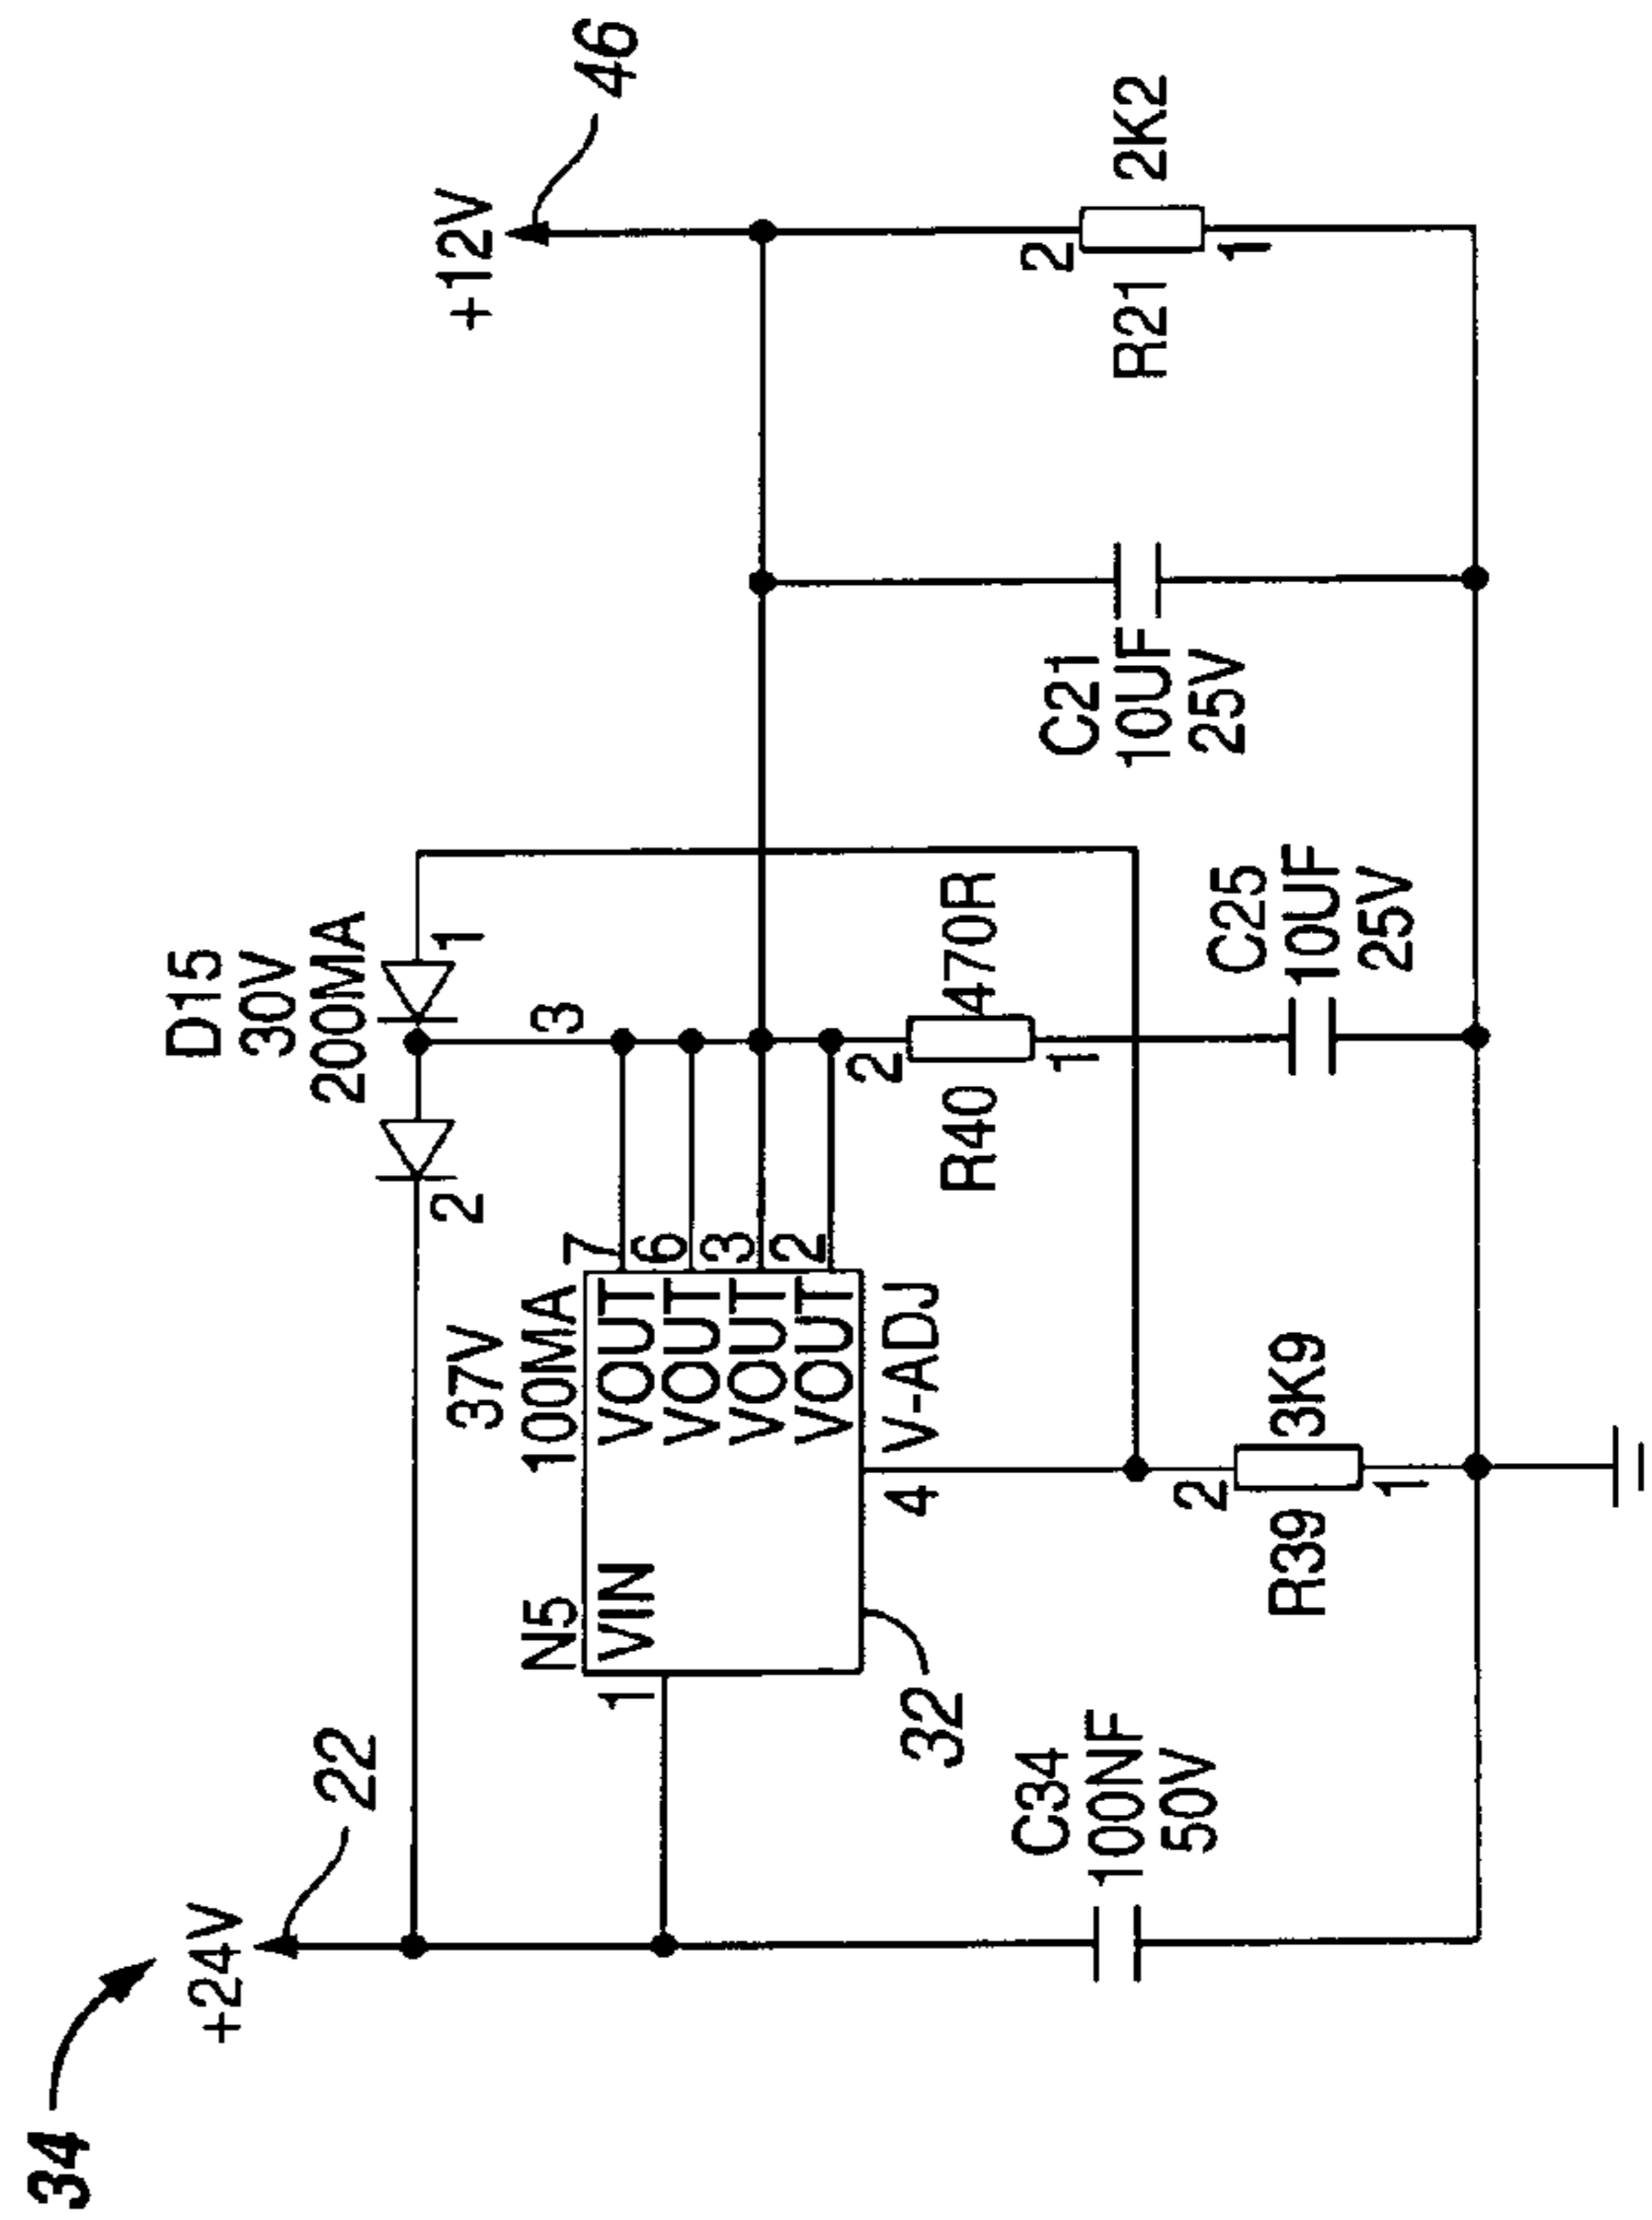 34
+24V
22
D15
30V
200MA
1
2
3
+12V
46
37V
100MA
N5
VIN
1
VOUT 7
VOUT 6
VOUT 3
VOUT 2
V-ADJ
4
32
2
R40 470R
1
C34
100NF
50V
2
R39 3K9
1
C25
10UF
25V
C21
10UF
25V
2
R21 2K2
1